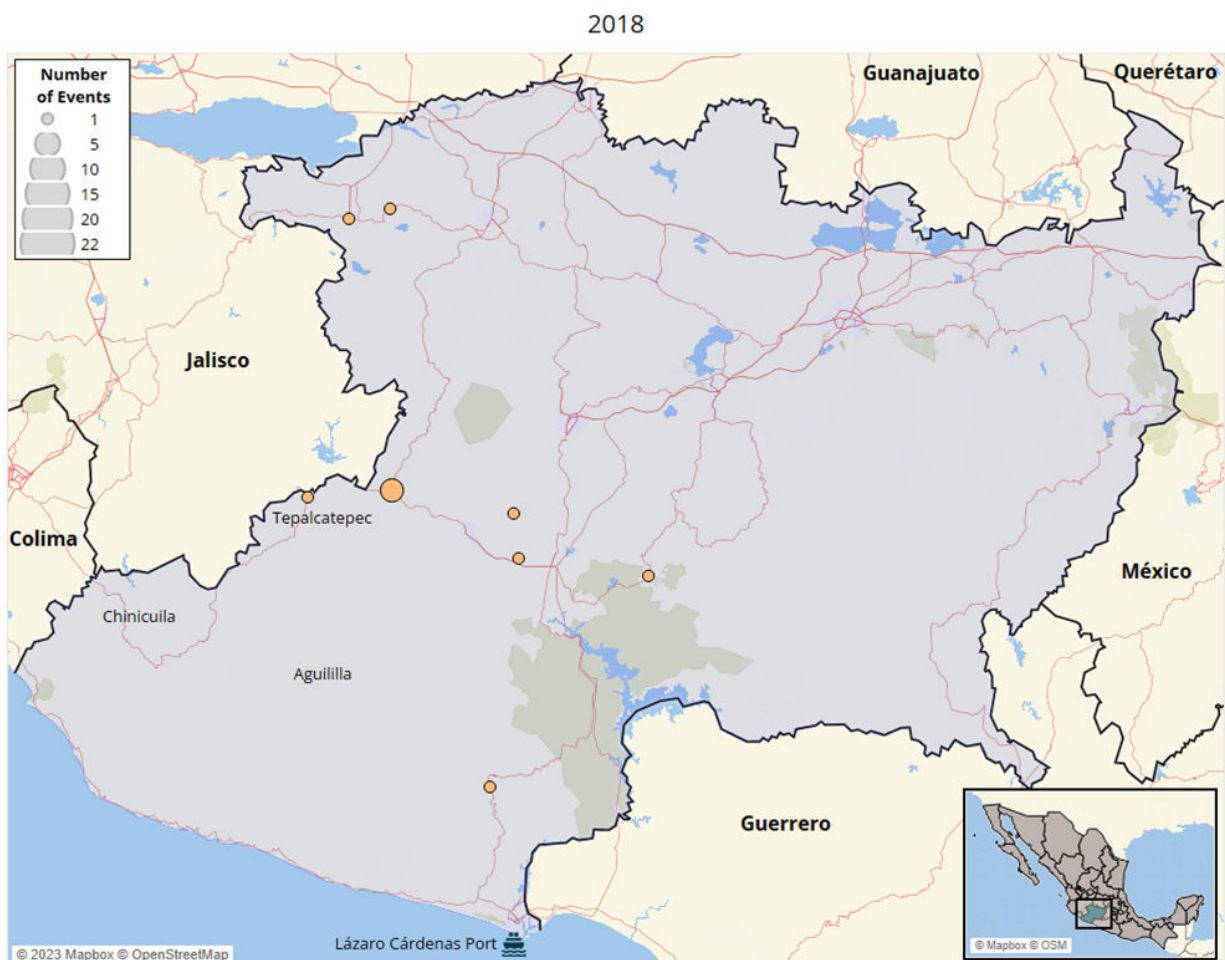 2018
Number
of Events
1
5
10
15
20
22
Guanajuato
Querétaro
Jalisco
Colima
Tepalcatepec
México
Chinicuila
Aguililla
Guerrero
Lázaro Cárdenas Port
© 2023 Mapbox © OpenStreetMap
© Mapbox © OSM